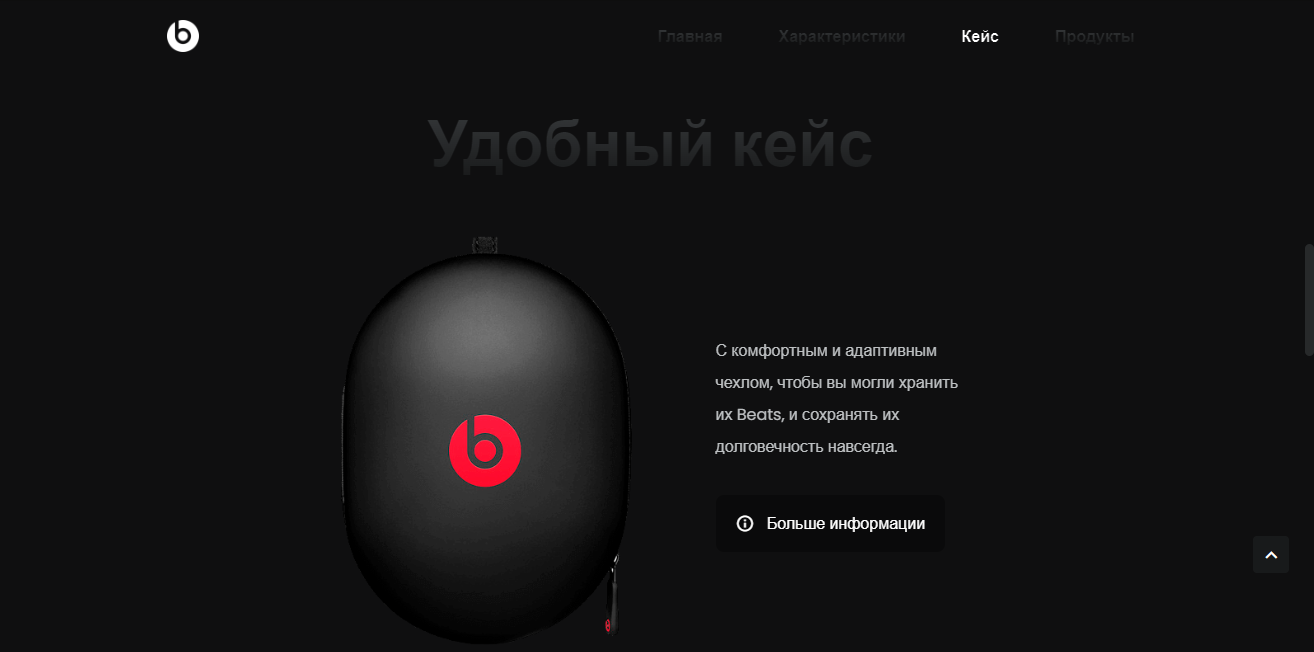 Главная Характеристики Кейс Продукты
Удобный кейс
С комфортным и адаптивным
чехлом, чтобы вы могли хранить
их Beats, и сохранять их
долговечность навсегда.
Больше информации